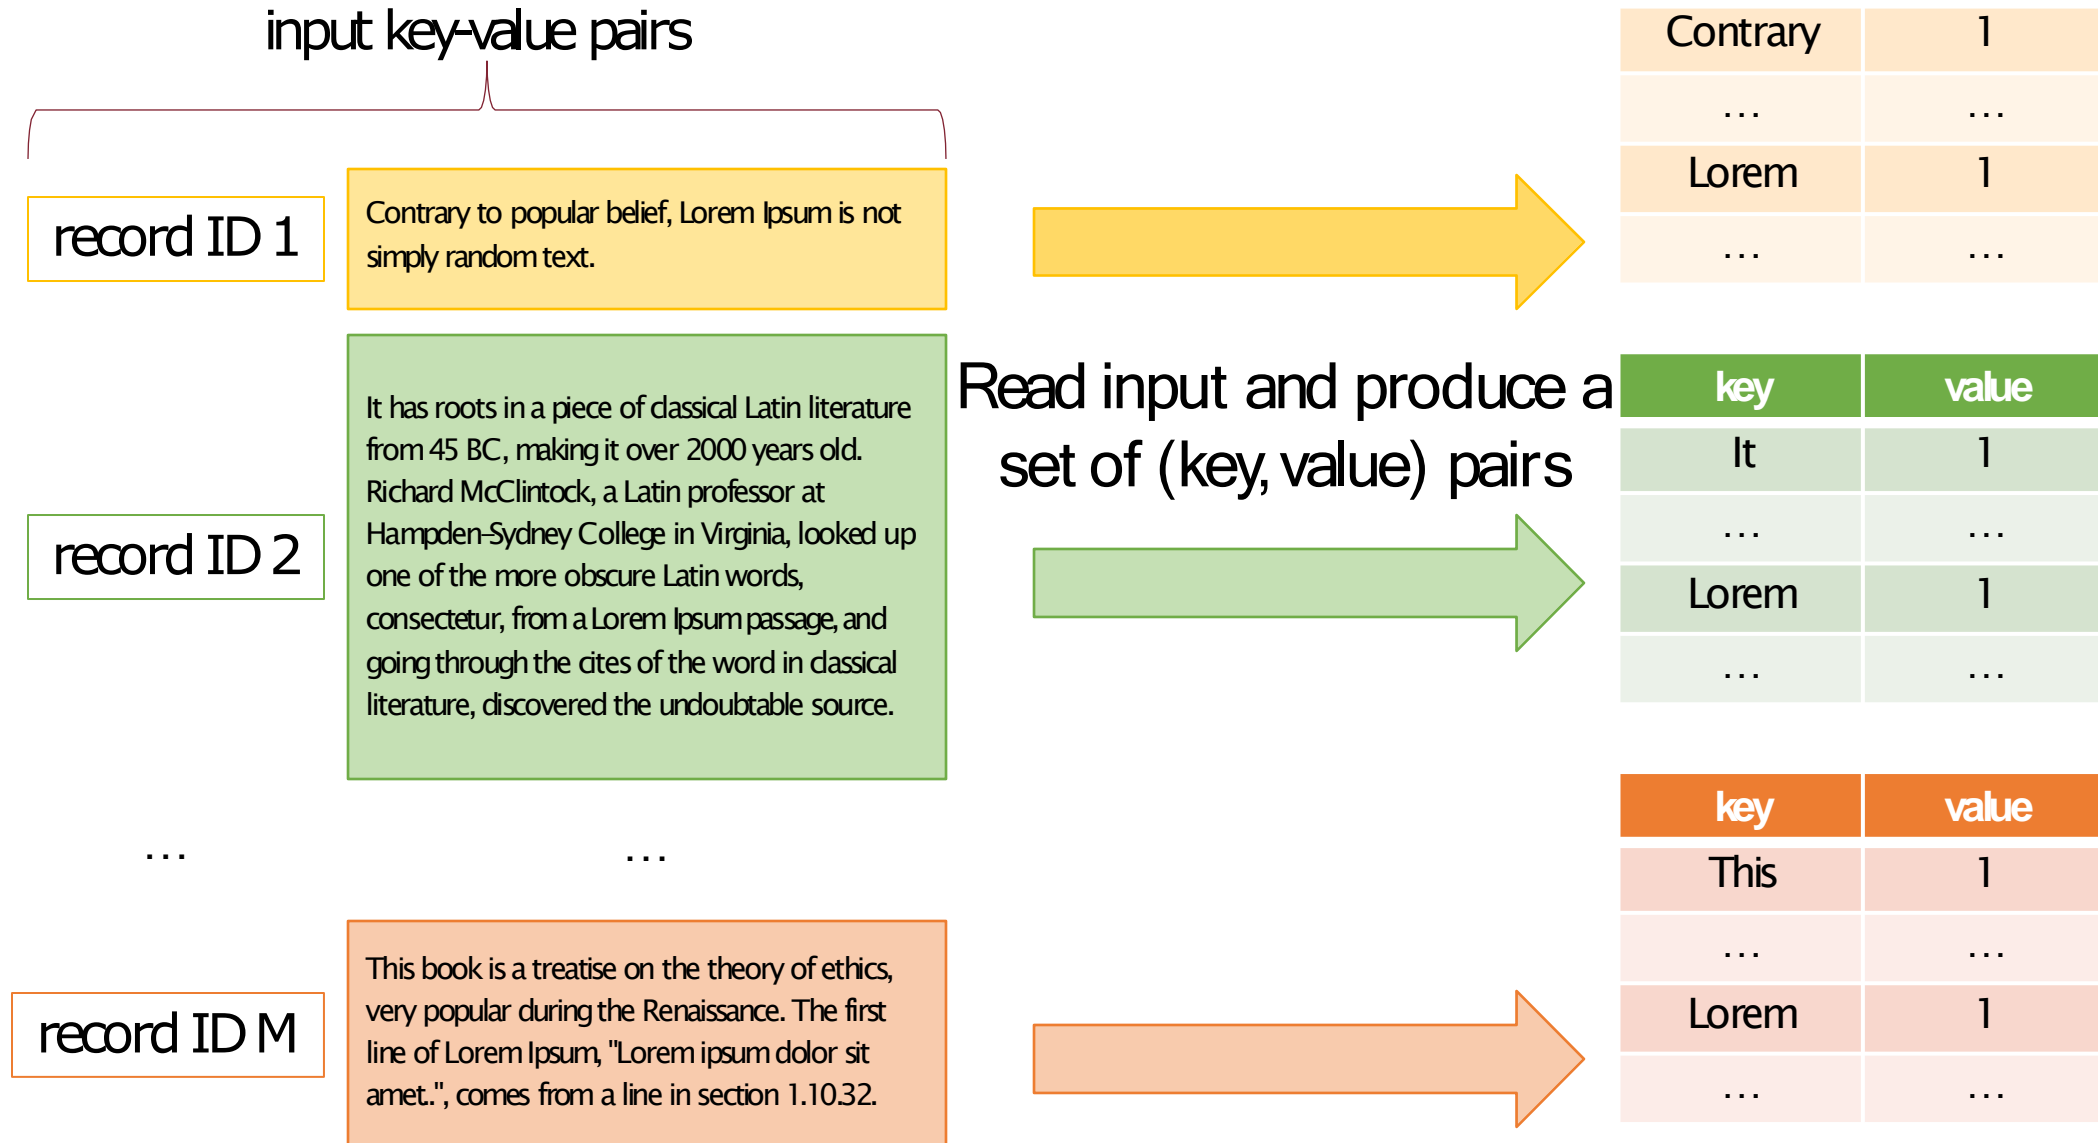 input key-value pairs
record ID 1
Contrary to popular belief, Lorem Ipsum is not
simply random text.
Contrary 1
... ...
Lorem 1
... ...
record ID 2
It has roots in a piece of classical Latin literature
from 45 BC, making it over 2000 years old.
Richard McClintock, a Latin professor at
Hampden-Sydney College in Virginia, looked up
one of the more obscure Latin words,
consectetur, from a Lorem Ipsum passage, and
going through the cites of the word in classical
literature, discovered the undoubtable source.
Read input and produce a
set of (key, value) pairs
key value
It 1
... ...
Lorem 1
... ...
... ...
record ID M
This book is a treatise on the theory of ethics,
very popular during the Renaissance. The first
line of Lorem Ipsum, "Lorem ipsum dolor sit
amet..", comes from a line in section 1.10.32.
key value
This 1
... ...
Lorem 1
... ...